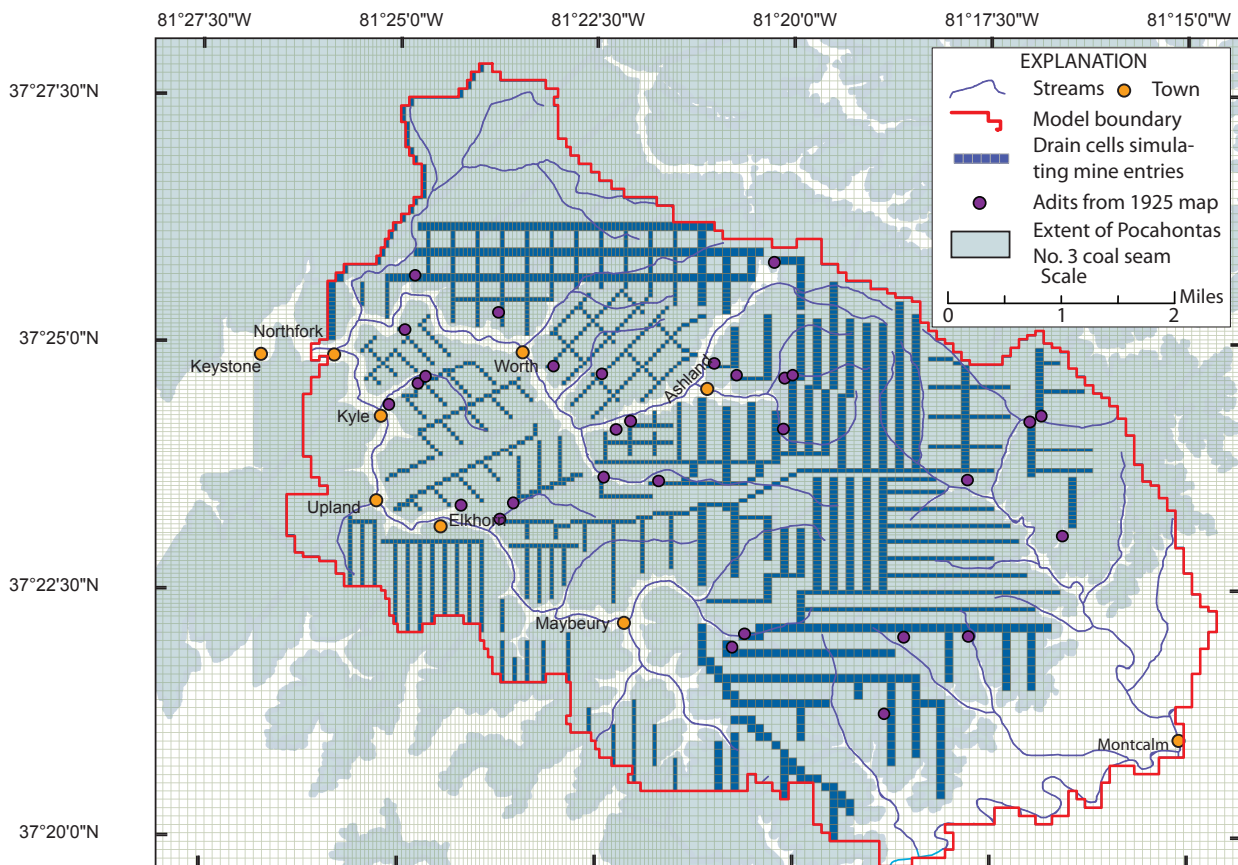 81°27'30"W 81°25'0"W 81°22'30"W 81°20'0"W 81°17'30"W 81°15'0"W
37°27'30"N
EXPLANATION
Streams Town
Model boundary
Drain cells simula-
ting mine entries
Adits from 1925 map
Extent of Pocahontas
No. 3 coal seam
Scale
Miles
0 1 2
37°25'0"N
Northfork
Keystone
Worth
Ashland
Kyle
Upland
Elkhorn
37°22'30"N
Maybeury
Montcalm
37°20'0"N